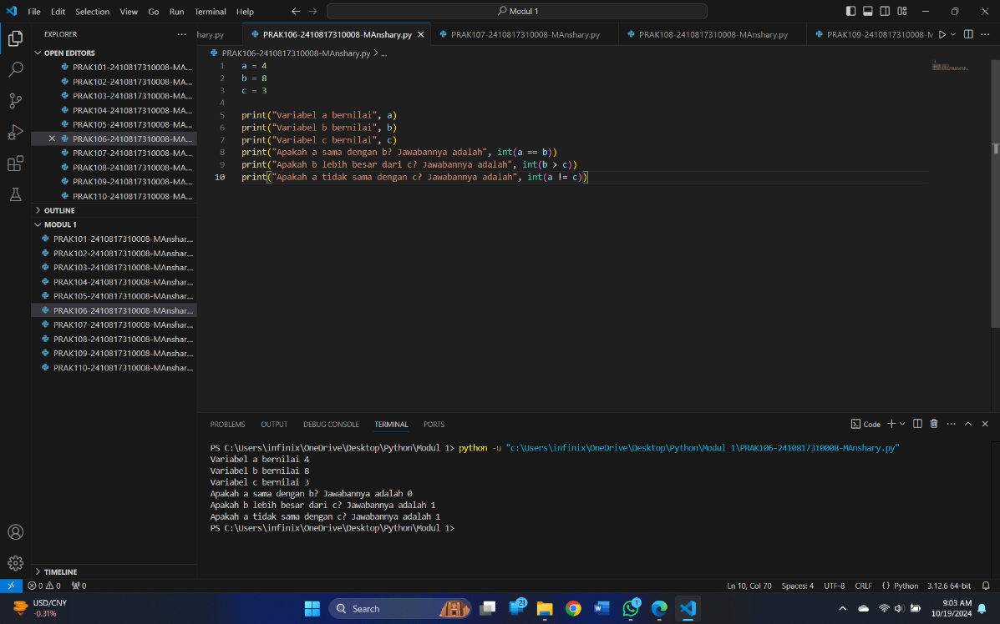 File Edit Selection View Go Run Terminal Help
Modul 1
EXPLORER
hary.py
PRAK106-2410817310008-MAnshary.py
PRAK107-2410817310008-MAnshary.py
PRAK108-2410817310008-MAnshary.py
PRAK109-2410817310008-M
OPEN EDITORS
PRAK101-2410817310008-MA...
PRAK102-2410817310008-MA...
PRAK103-2410817310008-MA...
PRAK104-2410817310008-MA...
PRAK105-2410817310008-MA...
PRAK106-2410817310008-MA...
PRAK107-2410817310008-MA...
PRAK108-2410817310008-MA...
PRAK109-2410817310008-MA...
PRAK110-2410817310008-MA...
OUTLINE
MODUL 1
PRAK101-2410817310008-MAnshar...
PRAK102-2410817310008-MAnshar...
PRAK103-2410817310008-MAnshar...
PRAK104-2410817310008-MAnshar...
PRAK105-2410817310008-MAnshar...
PRAK106-2410817310008-MAnshar...
PRAK107-2410817310008-MAnshar...
PRAK108-2410817310008-MAnshar...
PRAK109-2410817310008-MAnshar...
PRAK110-2410817310008-MAnshar...
TIMELINE
PRAK106-2410817310008-MAnshary.py > ...
1 a = 4
2 b = 8
3 c = 3
4
5 print("Variabel a bernilai", a)
6 print("Variabel b bernilai", b)
7 print("Variabel c bernilai", c)
8 print("Apakah a sama dengan b? Jawabannya adalah", int(a == b))
9 print("Apakah b lebih besar dari c? Jawabannya adalah", int(b > c))
10 print("Apakah a tidak sama dengan c? Jawabannya adalah", int(a != c))
PROBLEMS OUTPUT DEBUG CONSOLE TERMINAL PORTS
Code
PS C:\Users\infinix\OneDrive\Desktop\Python\Modul 1> python -u "c:\Users\infinix\OneDrive\Desktop\Python\Modul 1\PRAK106-2410817310008-MAnshary.py"
Variabel a bernilai 4
Variabel b bernilai 8
Variabel c bernilai 3
Apakah a sama dengan b? Jawabannya adalah 0
Apakah b lebih besar dari c? Jawabannya adalah 1
Apakah a tidak sama dengan c? Jawabannya adalah 1
PS C:\Users\infinix\OneDrive\Desktop\Python\Modul 1>
0 0 0
Ln 10, Col 70 Spaces: 4 UTF-8 CRLF {} Python 3.12.6 64-bit
USD/CNY
-0.31%
Search
21
1
9:03 AM
10/19/2024